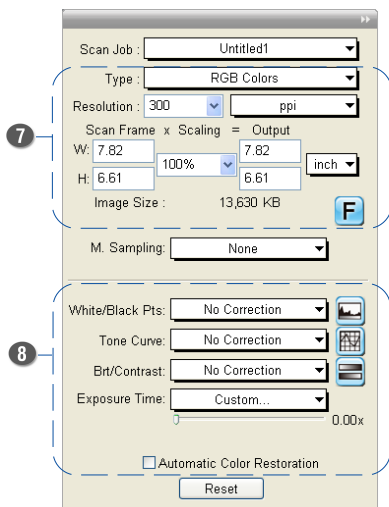 Scan Job : Untitled1
Type : RGB Colors
7
Resolution : 300 ppi
Scan Frame x Scaling = Output
W: 7.82 7.82
100% inch
H: 6.61 6.61
Image Size : 13,630 KB
F
M. Sampling: None
8
White/Black Pts: No Correction
Tone Curve: No Correction
Brt/Contrast: No Correction
Exposure Time: Custom...
0.00x
Automatic Color Restoration
Reset